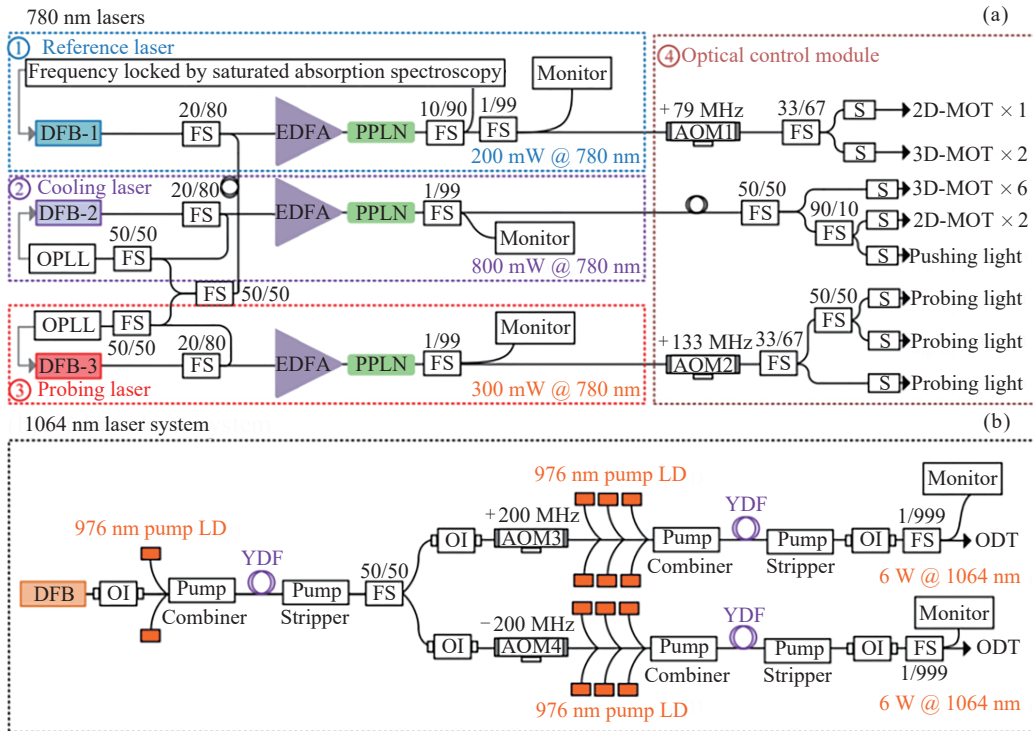 780 nm lasers
(a)
① Reference laser
Frequency locked by saturated absorption spectroscopy
Monitor
④ Optical control module
20/80
10/90
1/99
+79 MHz
33/67
DFB-1
FS
EDFA
PPLN
FS
FS
AOM1
FS
S
2D-MOT × 1
S
3D-MOT × 2
200 mW @ 780 nm
② Cooling laser
20/80
1/99
50/50
S
3D-MOT × 6
DFB-2
FS
EDFA
PPLN
FS
FS
90/10
S
2D-MOT × 2
50/50
Monitor
FS
OPLL
FS
S
Pushing light
800 mW @ 780 nm
FS
50/50
50/50
S
Probing light
OPLL
FS
Monitor
FS
50/50
20/80
1/99
+133 MHz
33/67
S
Probing light
DFB-3
FS
EDFA
PPLN
FS
AOM2
FS
S
Probing light
③ Probing laser
300 mW @ 780 nm
1064 nm laser system
(b)
976 nm pump LD
Monitor
976 nm pump LD
+200 MHz
YDF
1/999
OI
AOM3
Pump
Combiner
Pump
Stripper
OI
FS
ODT
YDF
50/50
6 W @ 1064 nm
DFB
OI
Pump
Combiner
Pump
Stripper
FS
Monitor
−200 MHz
YDF
OI
AOM4
Pump
Combiner
Pump
Stripper
OI
FS
ODT
1/999
976 nm pump LD
6 W @ 1064 nm